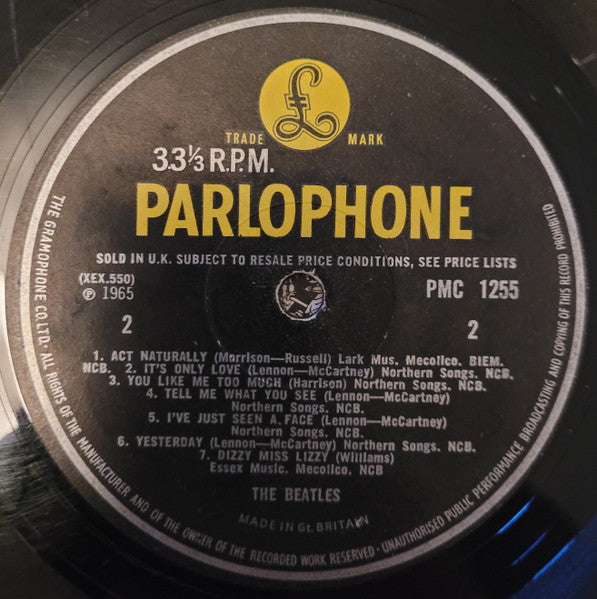 £
TRADE MARK
33⅓ R.P.M.
PARLOPHONE
SOLD IN U.K. SUBJECT TO RESALE PRICE CONDITIONS, SEE PRICE LISTS
(XEX.550)
℗ 1965
PMC 1255
2 2
1. ACT NATURALLY (Morrison—Russell) Lark Mus. Mecolico. BIEM.
NCB. 2. IT'S ONLY LOVE (Lennon—McCartney) Northern Songs. NCB.
3. YOU LIKE ME TOO MUCH (Harrison) Northern Songs. NCB.
4. TELL ME WHAT YOU SEE (Lennon—McCartney)
Northern Songs. NCB.
5. I'VE JUST SEEN A FACE (Lennon—McCartney)
Northern Songs. NCB.
6. YESTERDAY (Lennon—McCartney) Northern Songs. NCB.
7. DIZZY MISS LIZZY (Williams)
Essex Music. Mecolico. NCB
THE BEATLES
MADE IN GT. BRITAIN
THE GRAMOPHONE CO. LTD. · ALL RIGHTS OF THE MANUFACTURER AND OF THE OWNER OF THE RECORDED WORK RESERVED · UNAUTHORISED PUBLIC PERFORMANCE BROADCASTING AND COPYING OF THIS RECORD PROHIBITED